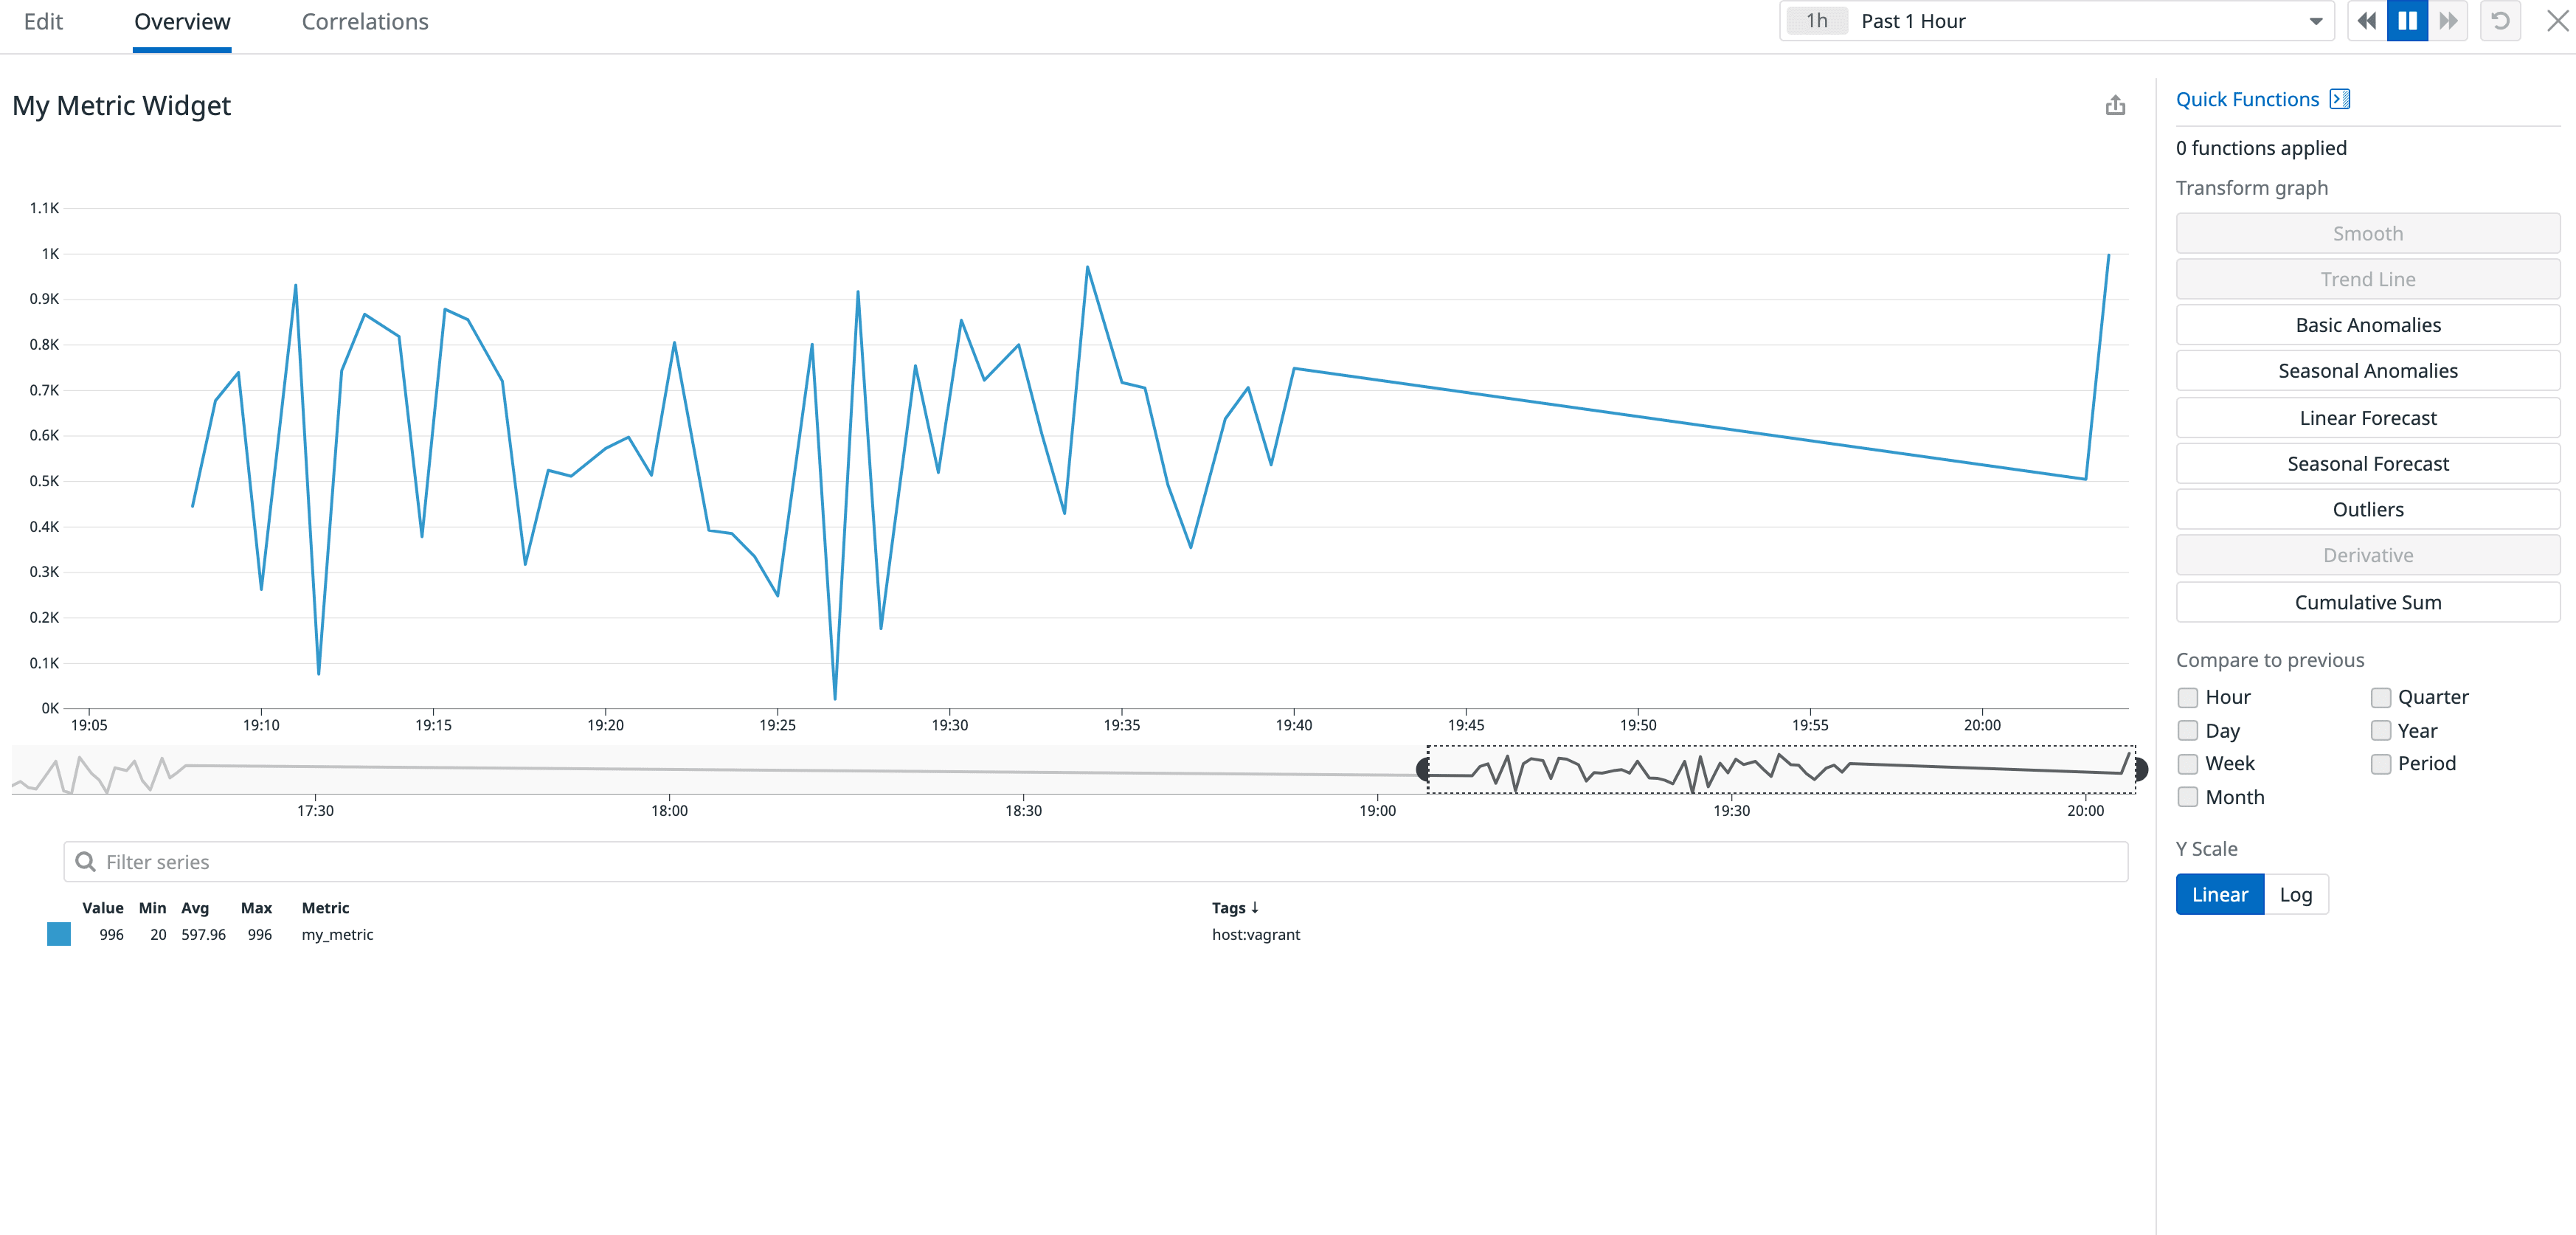 Edit Overview Correlations 1h Past 1 Hour
My Metric Widget
1.1K
1K
0.9K
0.8K
0.7K
0.6K
0.5K
0.4K
0.3K
0.2K
0.1K
0K
19:05 19:10 19:15 19:20 19:25 19:30 19:35 19:40 19:45 19:50 19:55 20:00
17:30 18:00 18:30 19:00 19:30 20:00
Filter series
Value Min Avg Max Metric Tags ↓
996 20 597.96 996 my_metric host:vagrant
Quick Functions
0 functions applied
Transform graph
Smooth
Trend Line
Basic Anomalies
Seasonal Anomalies
Linear Forecast
Seasonal Forecast
Outliers
Derivative
Cumulative Sum
Compare to previous
Hour Quarter
Day Year
Week Period
Month
Y Scale
Linear Log